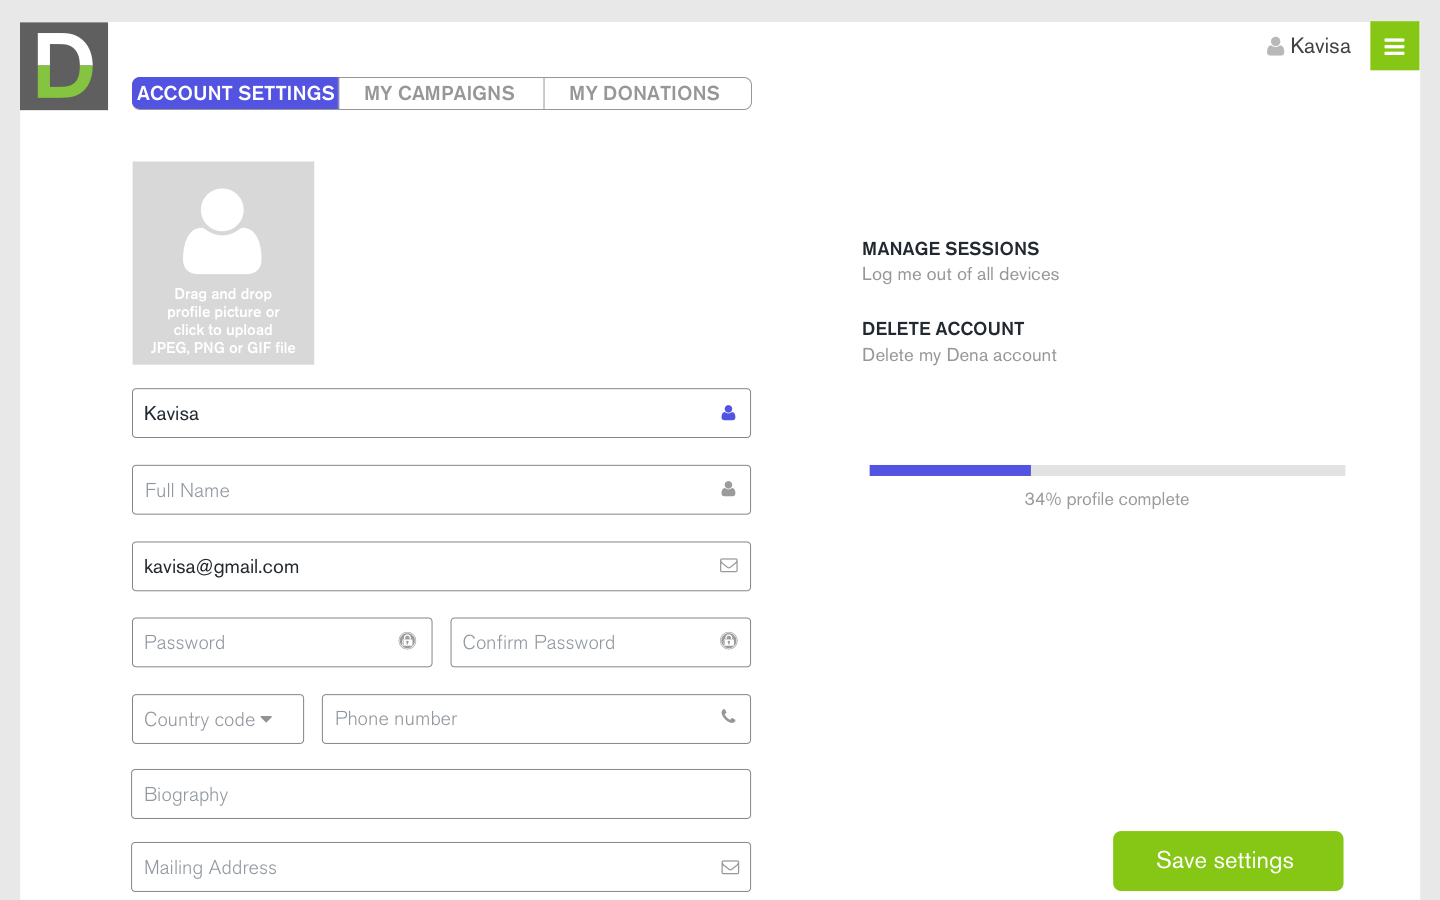 D
Kavisa
ACCOUNT SETTINGS
MY CAMPAIGNS
MY DONATIONS
Drag and drop
profile picture or
click to upload
JPEG, PNG or GIF file
MANAGE SESSIONS
Log me out of all devices
DELETE ACCOUNT
Delete my Dena account
Kavisa
Full Name
34% profile complete
kavisa@gmail.com
Password
Confirm Password
Country code
Phone number
Biography
Mailing Address
Save settings